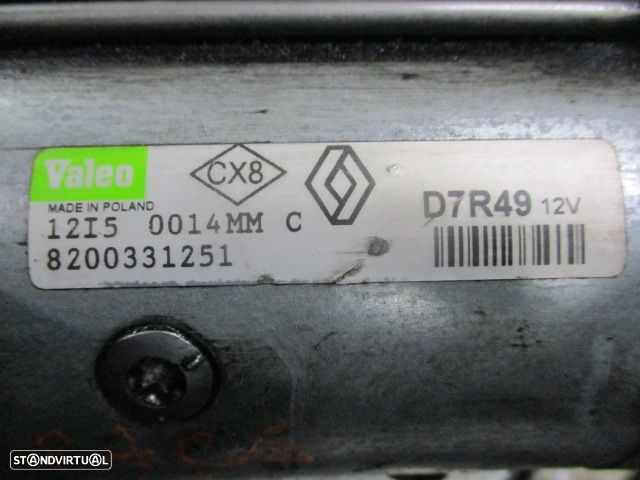 Valeo
CX8
MADE IN POLAND
D7R49 12V
12I5 0014MM C
8200331251
STANDVIRTUAL